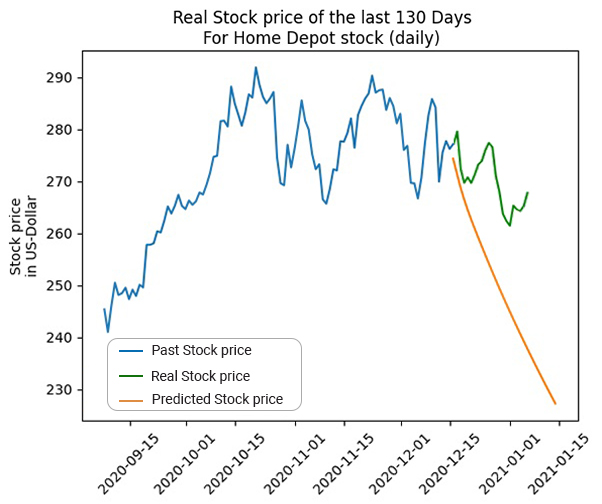 Real Stock price of the last 130 Days
For Home Depot stock (daily)
Stock price
in US-Dollar
290
280
270
260
250
240
230
Past Stock price
Real Stock price
Predicted Stock price
2020-09-15
2020-10-01
2020-10-15
2020-11-01
2020-11-15
2020-12-01
2020-12-15
2021-01-01
2021-01-15